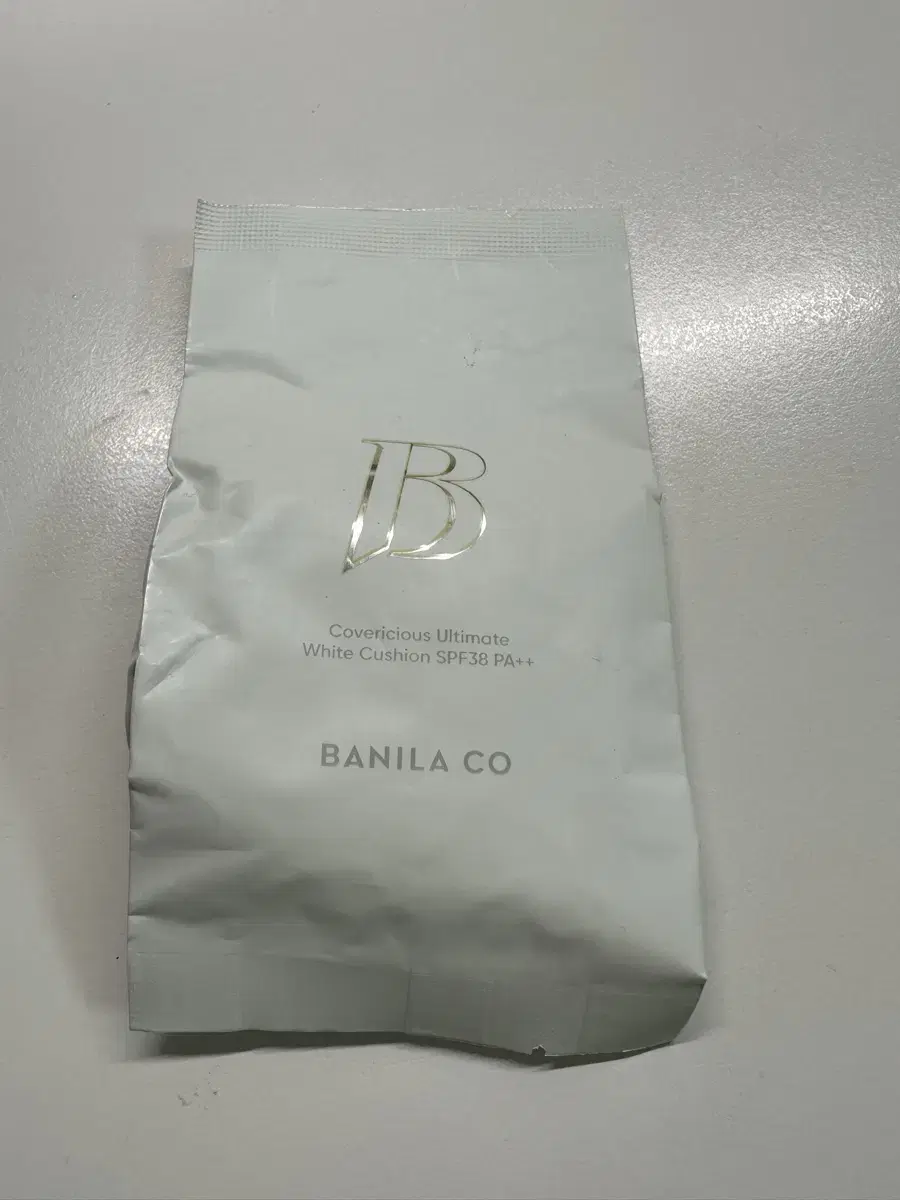 B
Covericious Ultimate
White Cushion SPF38 PA++
BANILA CO